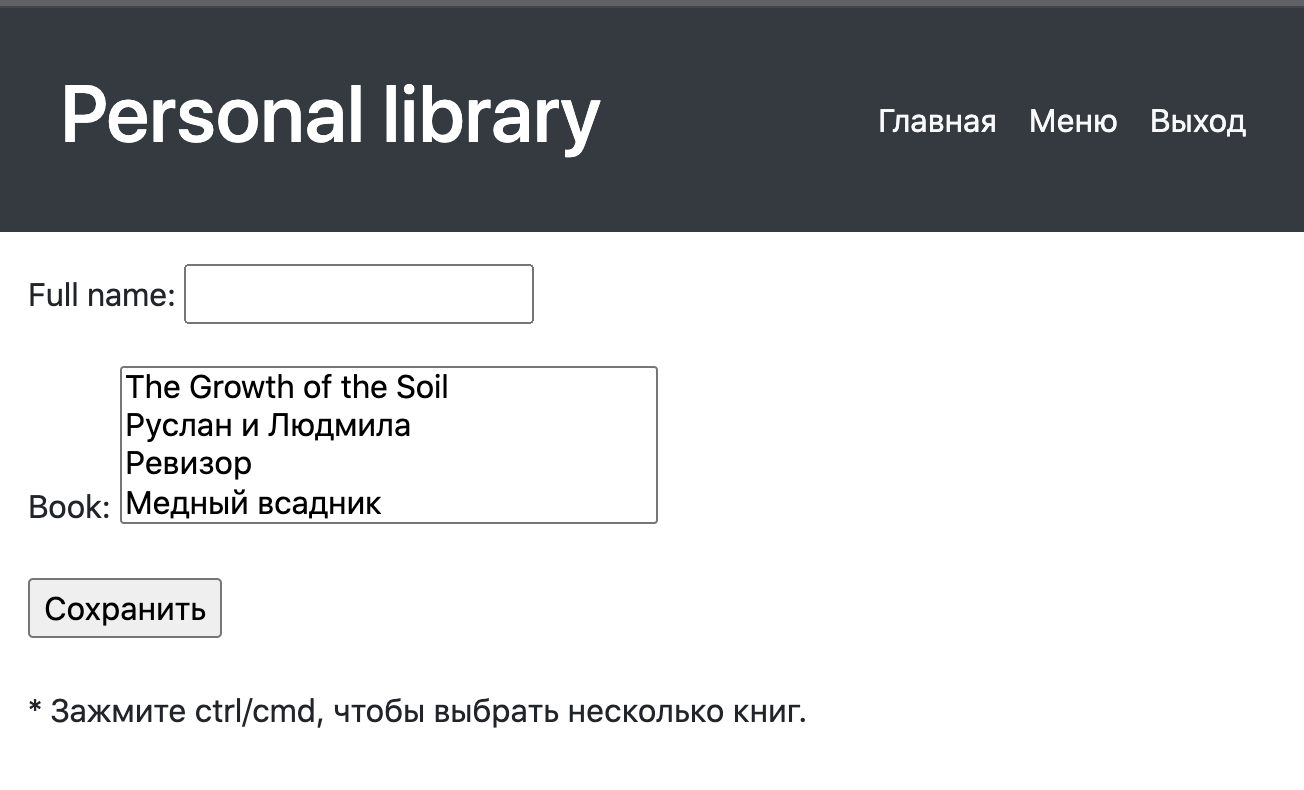 Personal library
Главная Меню Выход
Full name:
The Growth of the Soil
Руслан и Людмила
Ревизор
Медный всадник
Book:
Сохранить
* Зажмите ctrl/cmd, чтобы выбрать несколько книг.